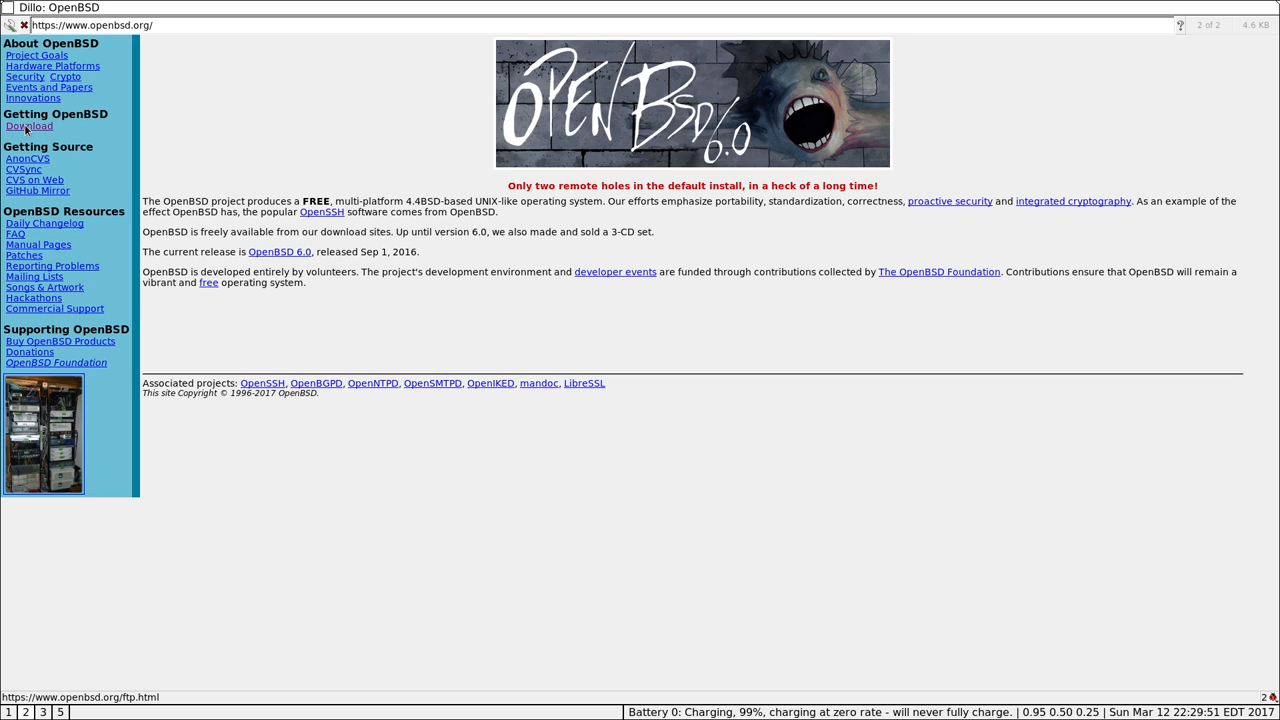 Dillo: OpenBSD
https://www.openbsd.org/
? 2 of 2 4.6 KB
About OpenBSD
Project Goals
Hardware Platforms
Security Crypto
Events and Papers
Innovations
Getting OpenBSD
Download
Getting Source
AnonCVS
CVSync
CVS on Web
GitHub Mirror
OpenBSD Resources
Daily Changelog
FAQ
Manual Pages
Patches
Reporting Problems
Mailing Lists
Songs & Artwork
Hackathons
Commercial Support
Supporting OpenBSD
Buy OpenBSD Products
Donations
OpenBSD Foundation
OPENBSD 6.0
Only two remote holes in the default install, in a heck of a long time!
The OpenBSD project produces a FREE, multi-platform 4.4BSD-based UNIX-like operating system. Our efforts emphasize portability, standardization, correctness, proactive security and integrated cryptography. As an example of the
effect OpenBSD has, the popular OpenSSH software comes from OpenBSD.
OpenBSD is freely available from our download sites. Up until version 6.0, we also made and sold a 3-CD set.
The current release is OpenBSD 6.0, released Sep 1, 2016.
OpenBSD is developed entirely by volunteers. The project's development environment and developer events are funded through contributions collected by The OpenBSD Foundation. Contributions ensure that OpenBSD will remain a
vibrant and free operating system.
Associated projects: OpenSSH, OpenBGPD, OpenNTPD, OpenSMTPD, OpenIKED, mandoc, LibreSSL
This site Copyright © 1996-2017 OpenBSD.
https://www.openbsd.org/ftp.html 2
1 2 3 5 Battery 0: Charging, 99%, charging at zero rate - will never fully charge. | 0.95 0.50 0.25 | Sun Mar 12 22:29:51 EDT 2017